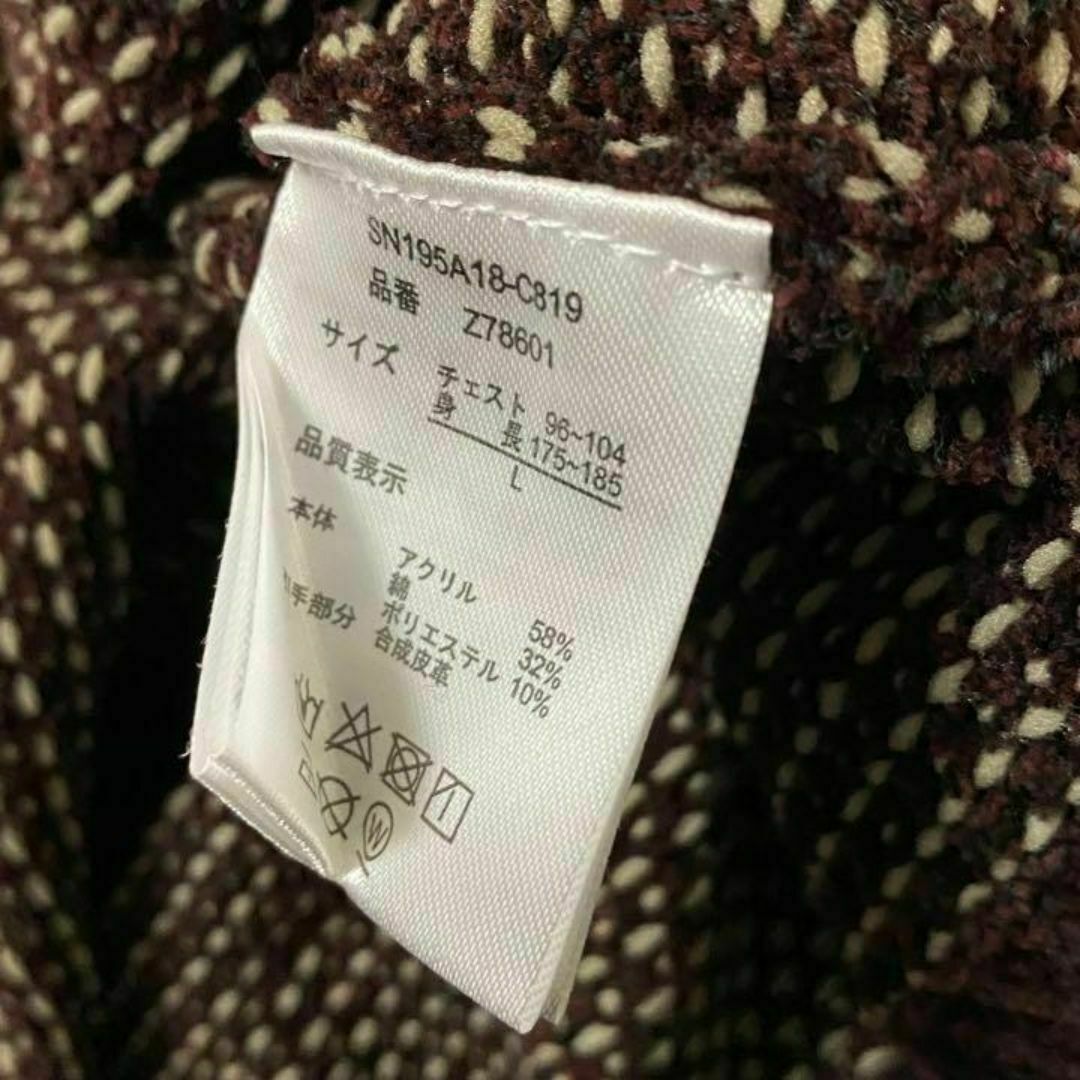 SN195A18-C819
品番 Z78601
サイズ チェスト 96~104
身 長 175~185
L
品質表示
本体
アクリル 58%
綿 32%
ポリエステル 10%
手部分 合成皮革
W